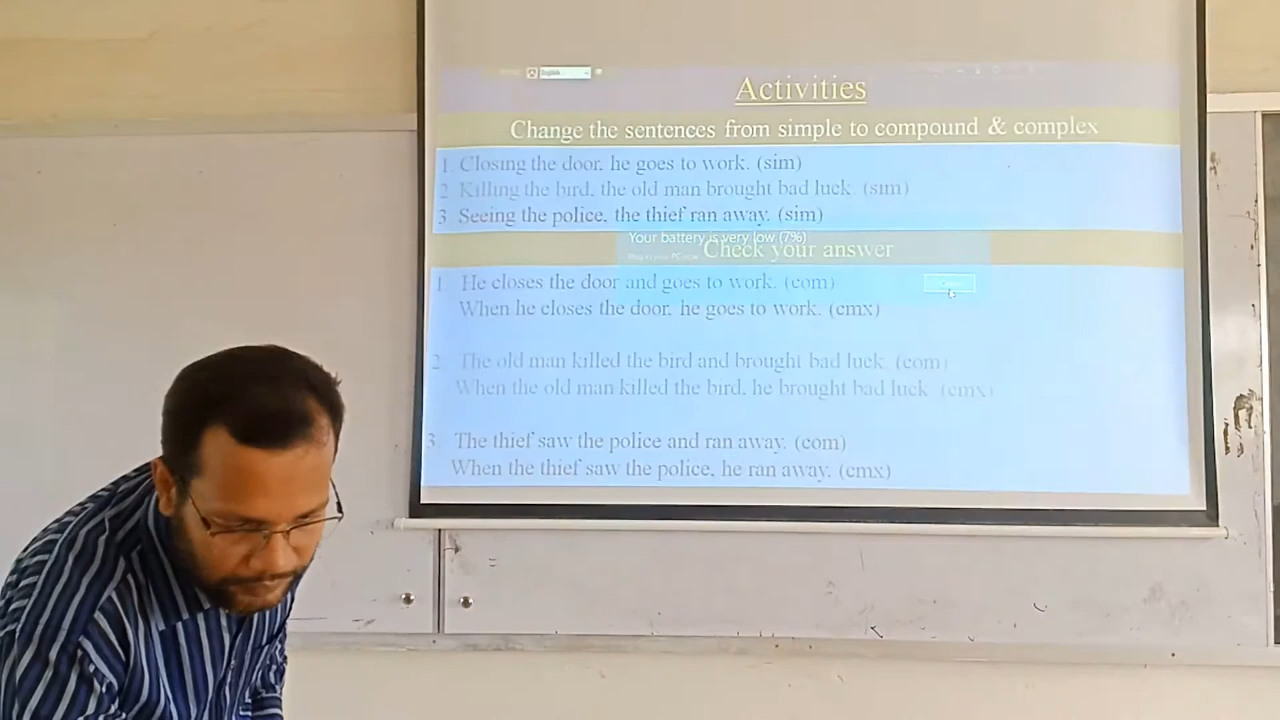 English
Activities
Change the sentences from simple to compound & complex
1. Closing the door, he goes to work. (sim)
2 Killing the bird, the old man brought bad luck. (sim)
3 Seeing the police, the thief ran away. (sim)
Your battery is very low (7%)
Check your answer
1. He closes the door and goes to work. (com)
When he closes the door, he goes to work. (cmx)
2. The old man killed the bird and brought bad luck. (com)
When the old man killed the bird, he brought bad luck. (cmx)
3. The thief saw the police and ran away. (com)
When the thief saw the police, he ran away. (cmx)